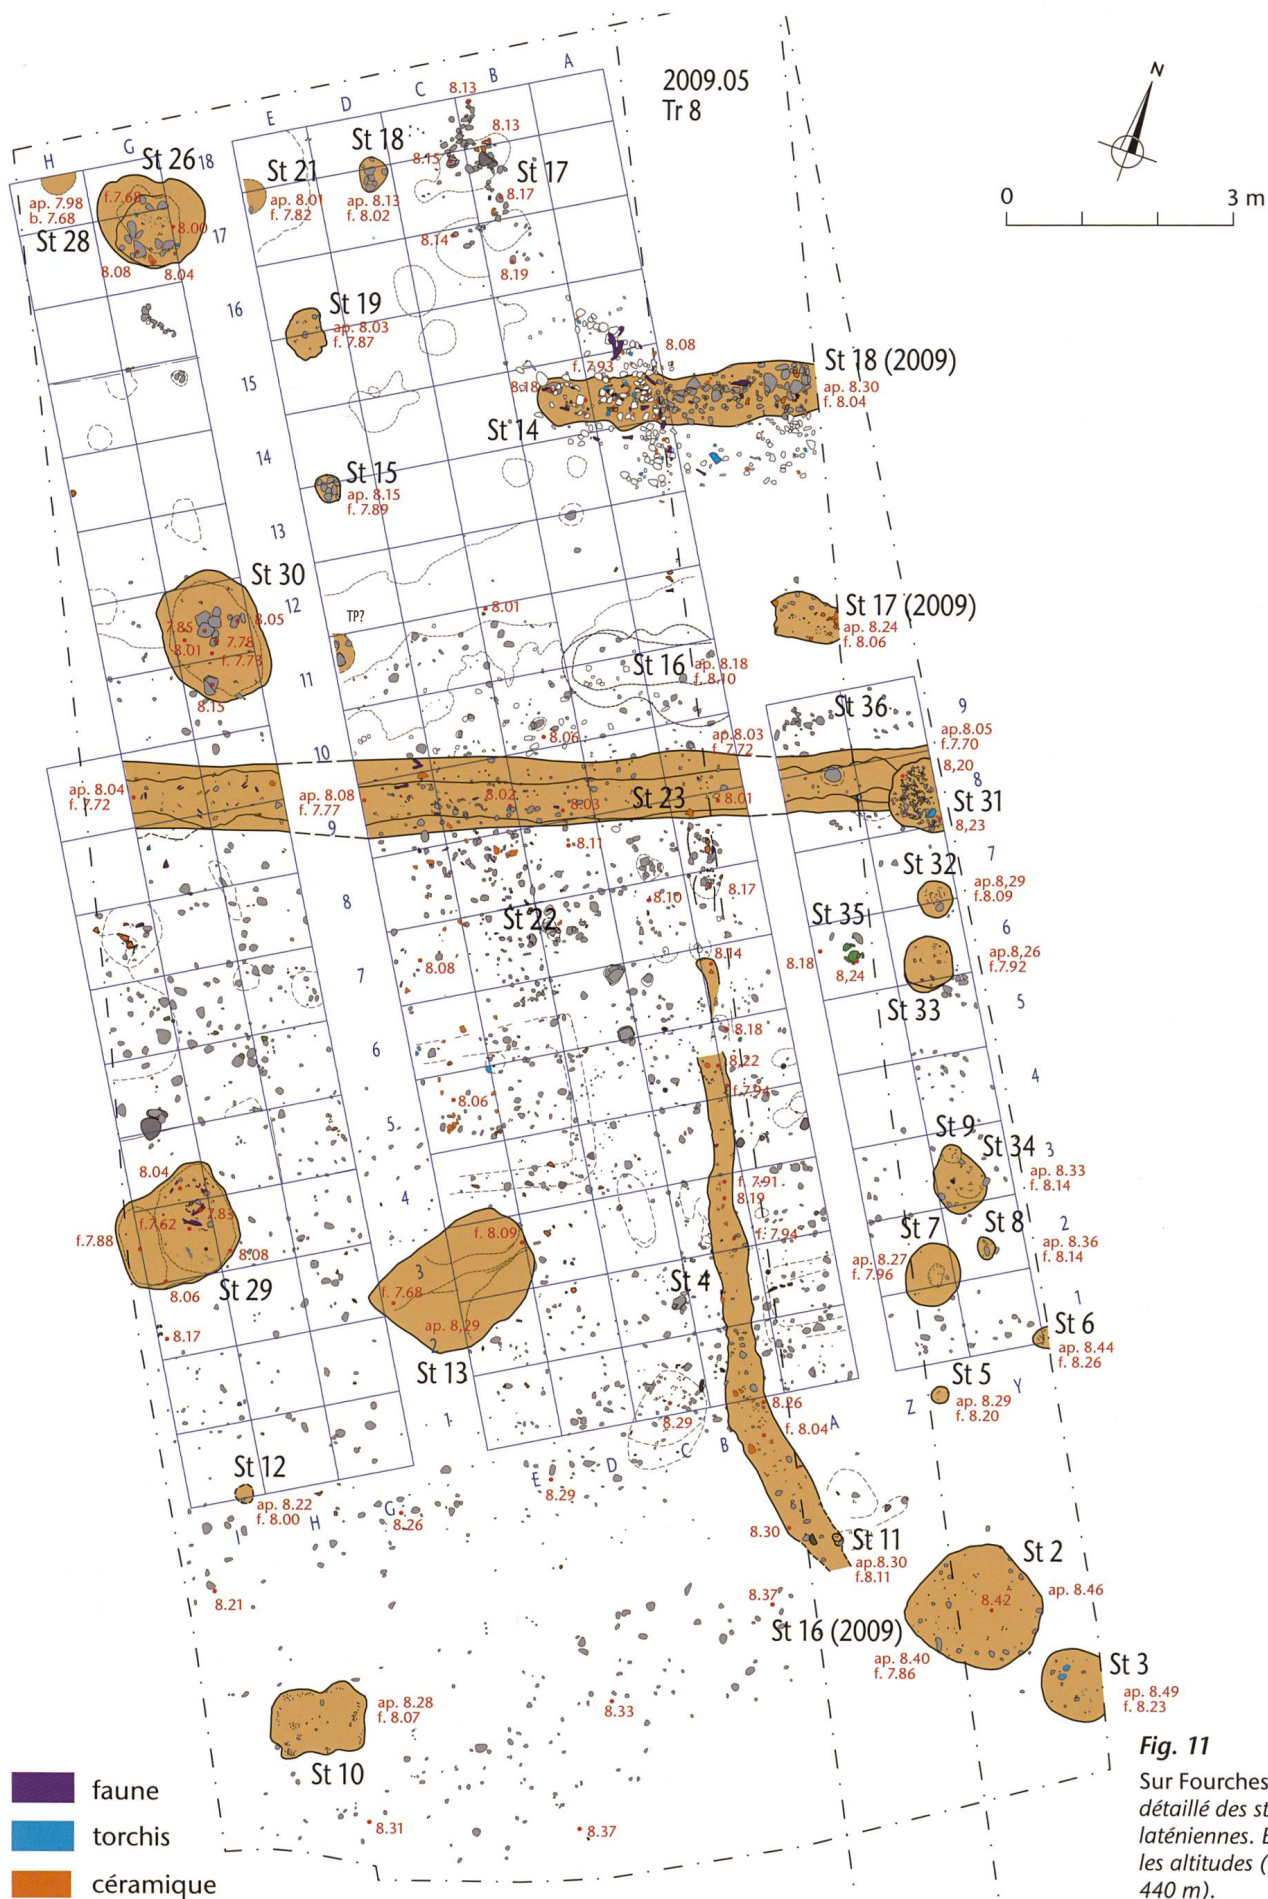 2009.05
Tr 8
N
0 3 m
A
B
C
D
E
G
H
8.13
8.13
8.15
St 17
8.17
8.14
8.19
St 18
ap. 8.13
f. 8.02
St 21
ap. 8.01
f. 7.82
St 26
18
f.7.68
8.00
8.08
8.04
ap. 7.98
b. 7.68
St 28
17
16
St 19
ap. 8.03
f. 7.87
15
8.08
f. 7.93
8.18
St 14
St 18 (2009)
ap. 8.30
f. 8.04
14
St 15
ap. 8.15
f. 7.89
13
St 30
12
7.85
8.05
8.01
7.78
f. 7.73
8.15
TP?
8.01
St 17 (2009)
ap. 8.24
f. 8.06
11
St 16
ap. 8.18
f. 8.10
St 36
9
ap.8.05
f.7.70
10
8.06
ap. 8.03
f. 7.72
8,20
8
ap. 8.04
f. 7.72
ap. 8.08
f. 7.77
8.02
8.03
St 23
8.01
St 31
8,23
9
8.11
7
St 32
ap.8,29
f.8.09
8
8.10
8.17
St 22
St 35
6
8.18
8,24
ap.8,26
f.7.92
St 33
5
7
8.08
8.14
8.18
6
8,22
f.7.94
4
5
8.06
St 9
St 34
3
ap. 8.33
f. 8.14
8.04
4
f. 7.91
8.19
7.83
f.7.62
f.7.88
8.08
8.06
St 29
8.17
f. 8.09
3
f. 7.68
ap. 8,29
2
St 13
f.7.94
St 4
St 7
ap. 8.27
f. 7.96
St 8
2
ap. 8.36
f. 8.14
1
St 6
ap. 8.44
f. 8.26
St 5
ap. 8.29
f. 8.20
Y
Z
8.26
f. 8.04
A
8.29
B
C
D
E
8.29
1
St 12
ap. 8.22
f. 8.00
G
8.26
H
I
8.21
8.30
St 11
ap.8.30
f.8.11
St 2
ap. 8.46
8.42
8.37
St 16 (2009)
ap. 8.40
f. 7.86
St 3
ap. 8.49
f. 8.23
8.33
ap. 8.28
f. 8.07
St 10
8.31
8.37
faune
torchis
céramique
Fig. 11
Sur Fourches
détaillé des st
laténiennes. E
les altitudes (
440 m).